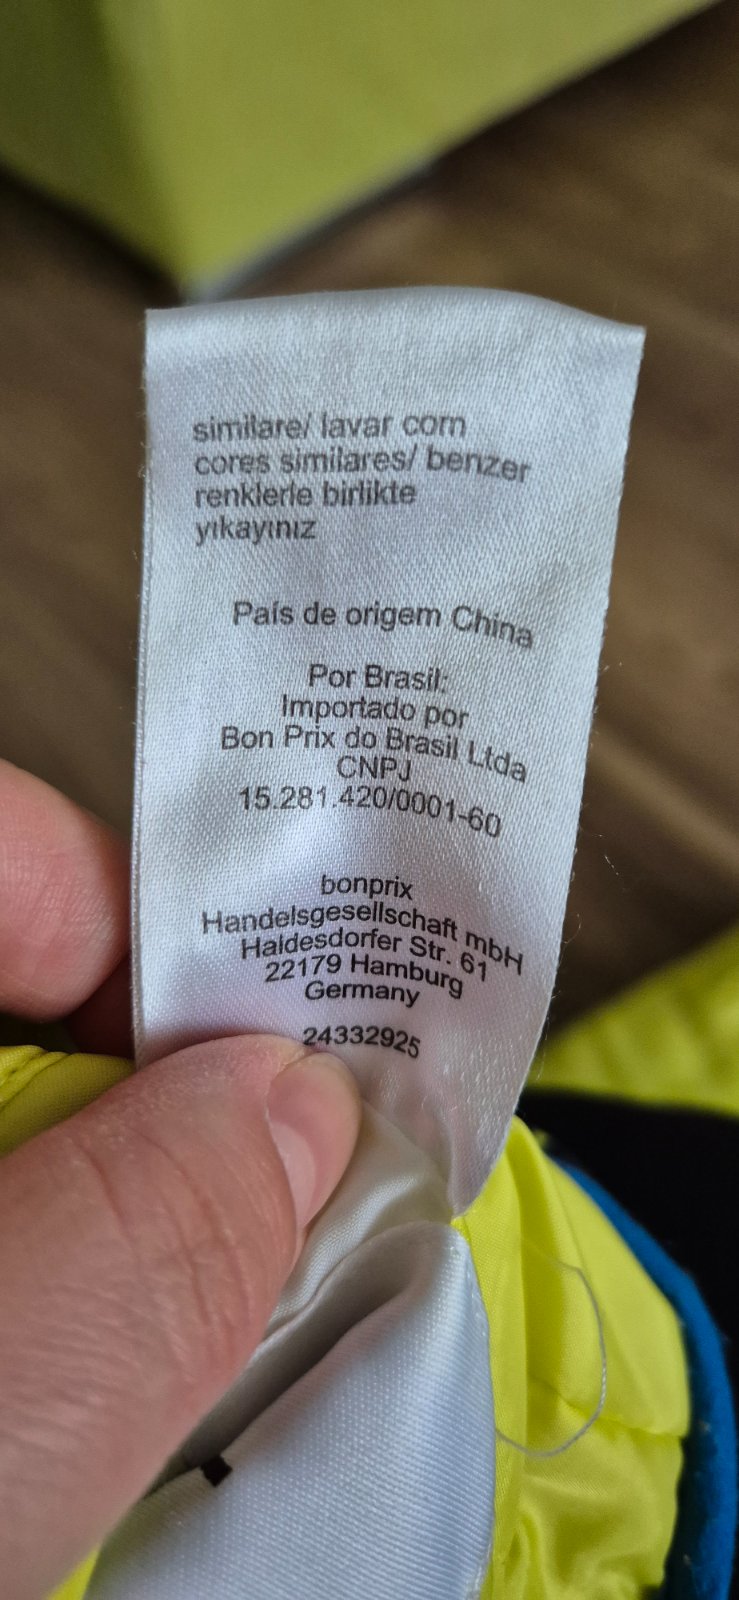 similare/ lavar com
cores similares/ benzer
renklerle birlikte
yıkayınız
País de origem China
Por Brasil:
Importado por
Bon Prix do Brasil Ltda
CNPJ
15.281.420/0001-60
bonprix
Handelsgesellschaft mbH
Haldesdorfer Str. 61
22179 Hamburg
Germany
24332925